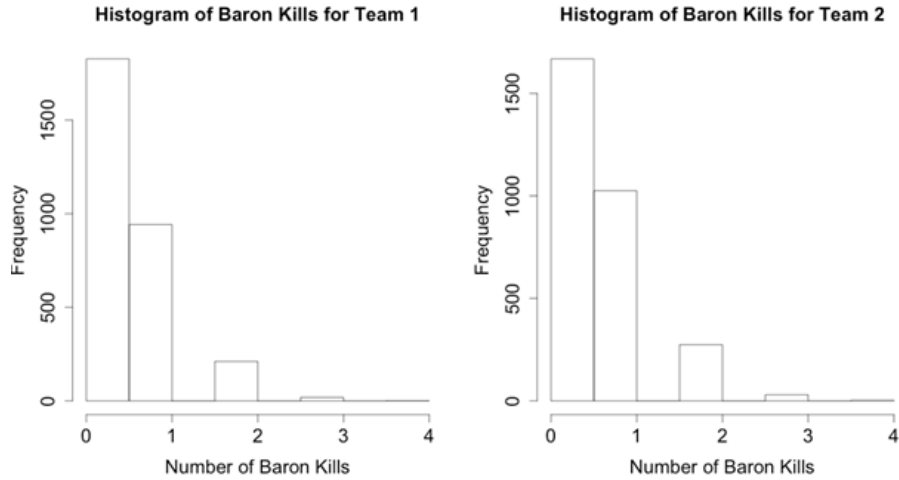 Histogram of Baron Kills for Team 1
Frequency
0
500
1000
1500
0 1 2 3 4
Number of Baron Kills
Histogram of Baron Kills for Team 2
Frequency
0
500
1000
1500
0 1 2 3 4
Number of Baron Kills